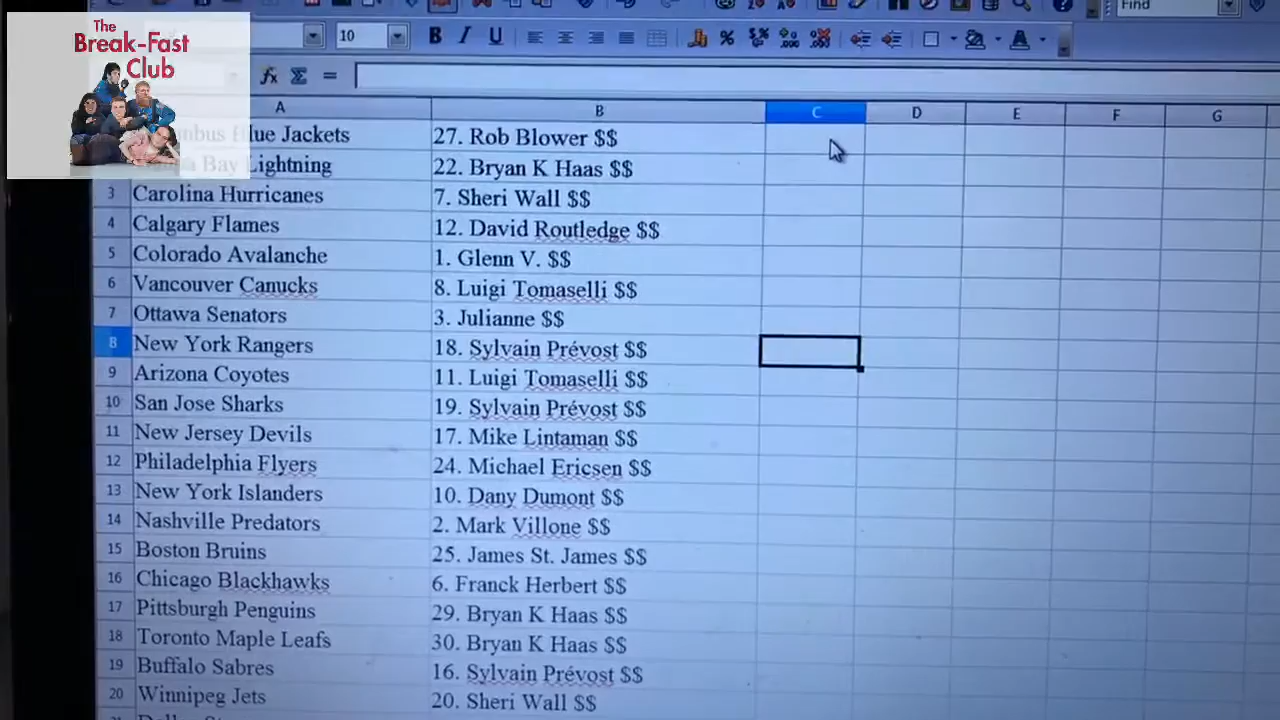 The
Break-Fast
Club
10
B I U
Find
A B C D E F G
Blue Jackets 27. Rob Blower $$
Bay Lightning 22. Bryan K Haas $$
3 Carolina Hurricanes 7. Sheri Wall $$
4 Calgary Flames 12. David Routledge $$
5 Colorado Avalanche 1. Glenn V. $$
6 Vancouver Canucks 8. Luigi Tomaselli $$
7 Ottawa Senators 3. Julianne $$
8 New York Rangers 18. Sylvain Prévost $$
9 Arizona Coyotes 11. Luigi Tomaselli $$
10 San Jose Sharks 19. Sylvain Prévost $$
11 New Jersey Devils 17. Mike Lintaman $$
12 Philadelphia Flyers 24. Michael Ericsen $$
13 New York Islanders 10. Dany Dumont $$
14 Nashville Predators 2. Mark Villone $$
15 Boston Bruins 25. James St. James $$
16 Chicago Blackhawks 6. Franck Herbert $$
17 Pittsburgh Penguins 29. Bryan K Haas $$
18 Toronto Maple Leafs 30. Bryan K Haas $$
19 Buffalo Sabres 16. Sylvain Prévost $$
20 Winnipeg Jets 20. Sheri Wall $$